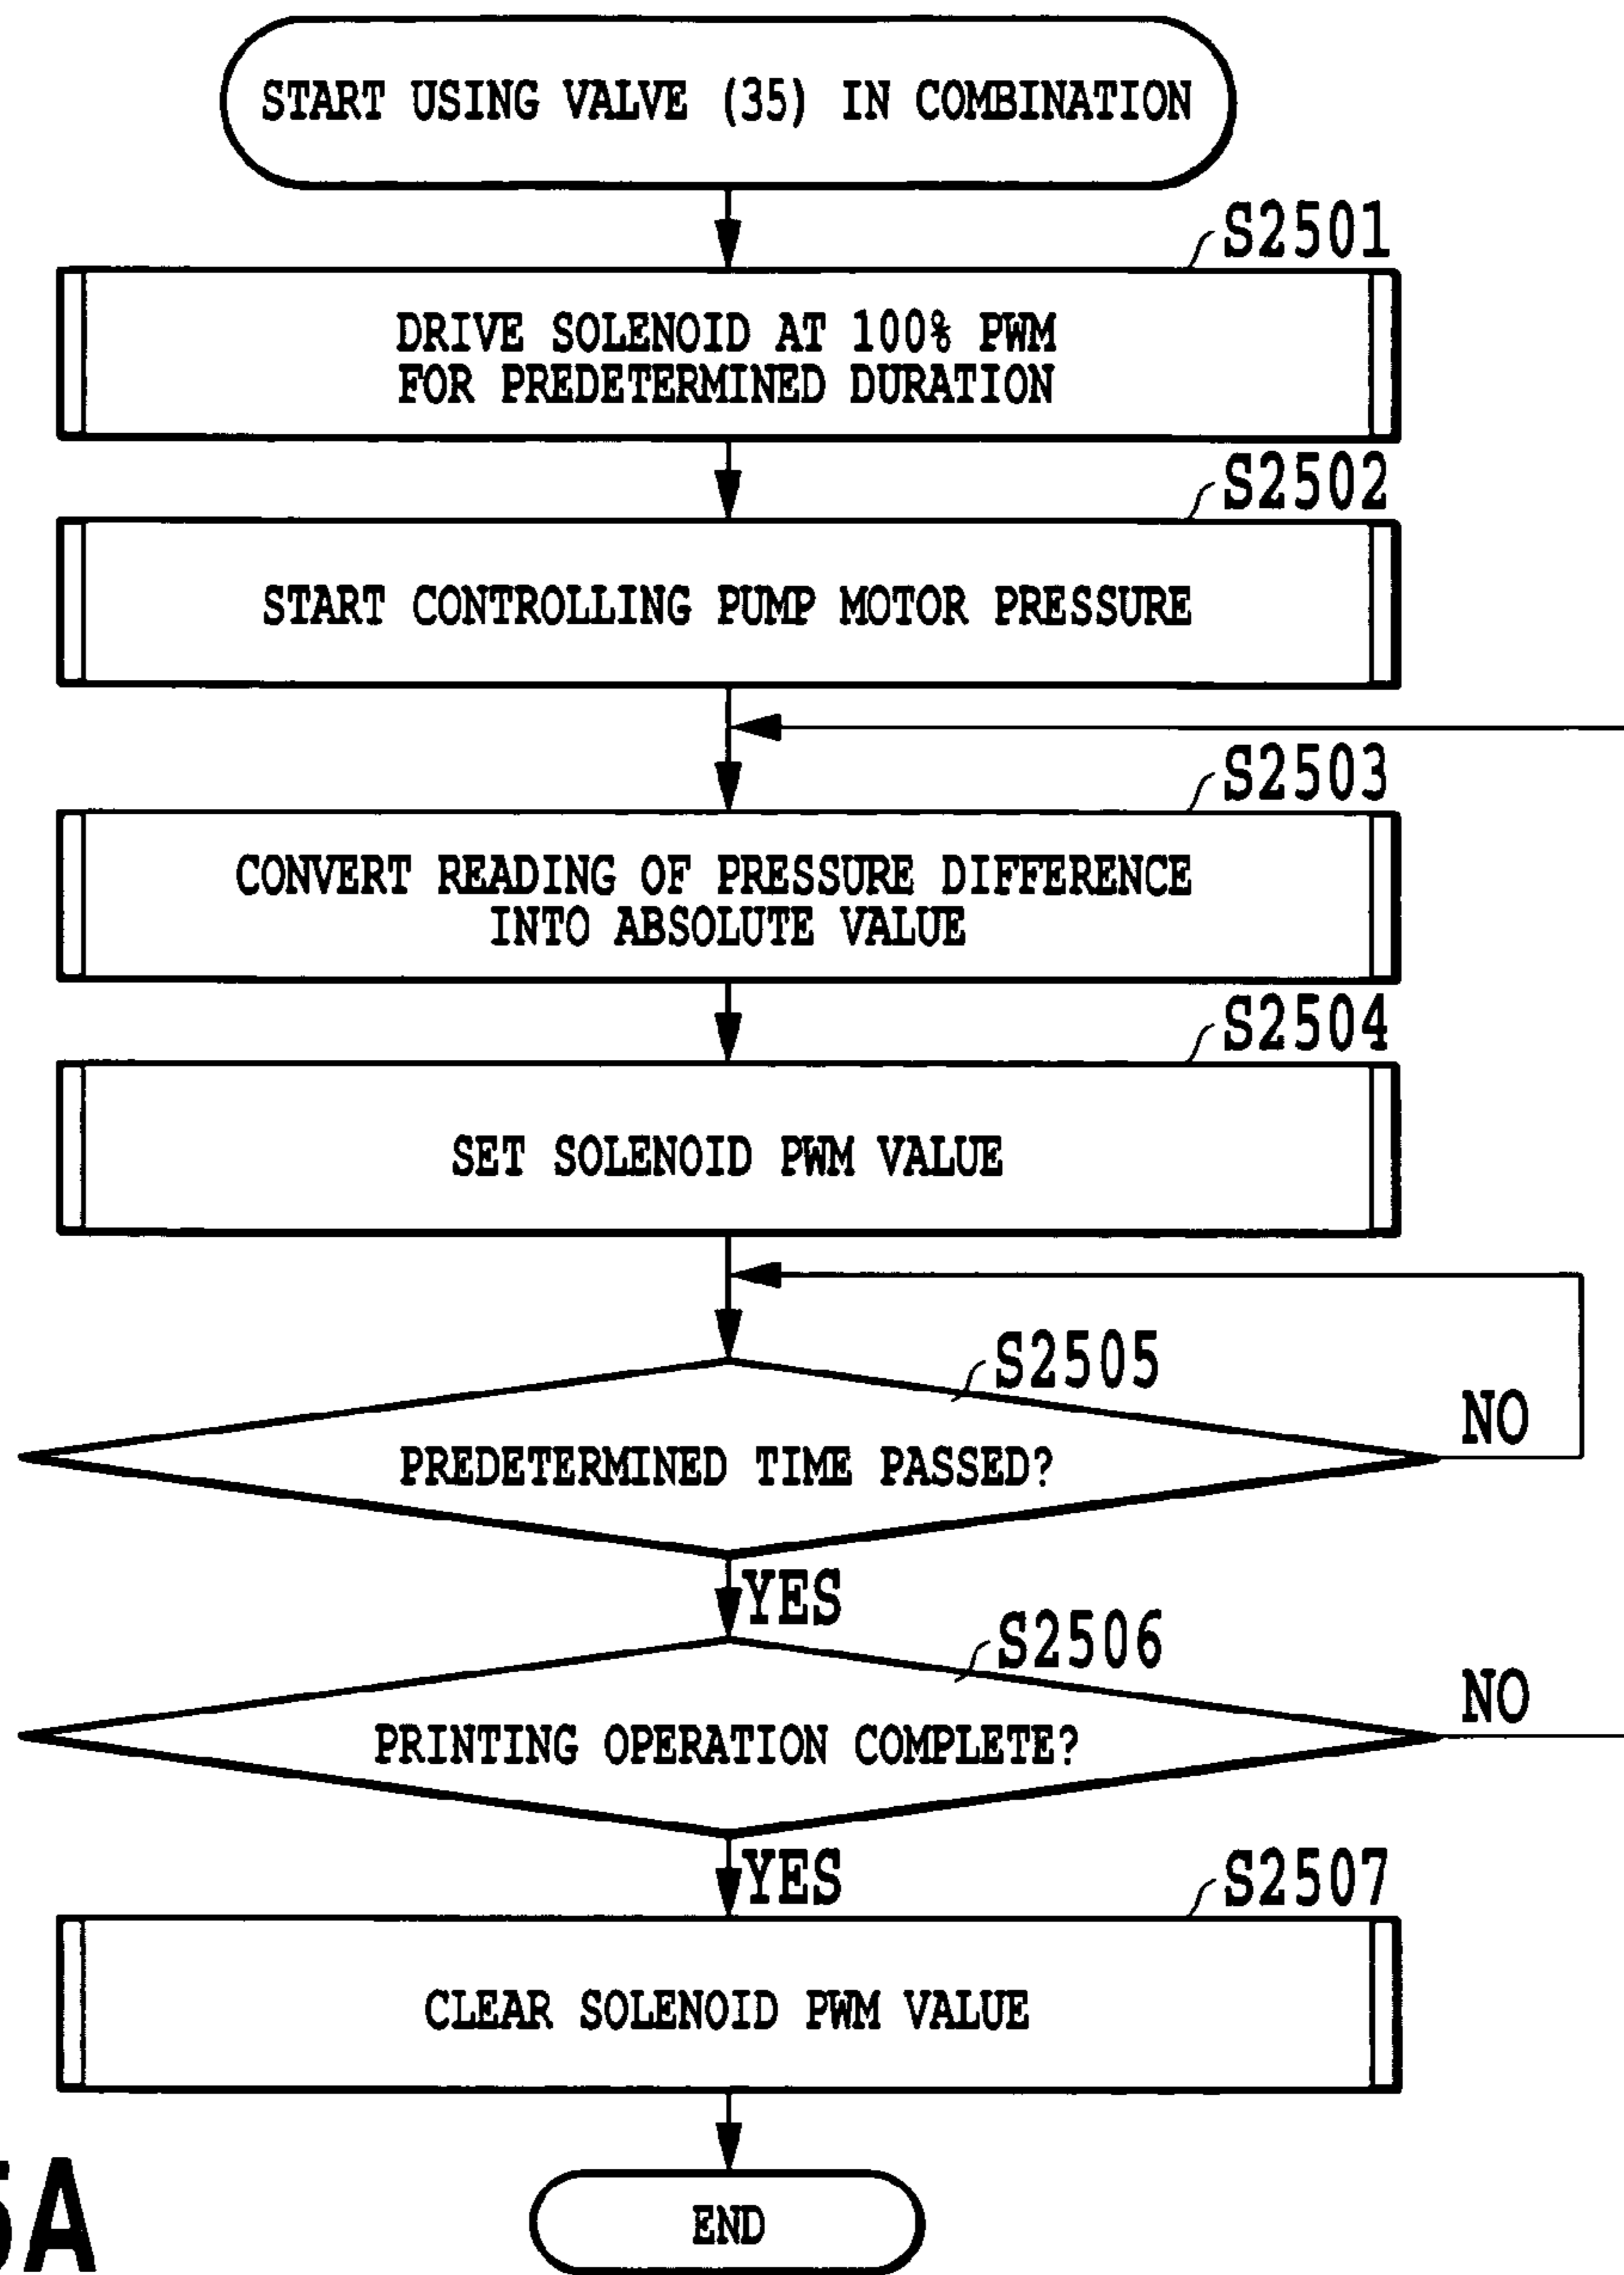 START USING VALVE (35) IN COMBINATION
S2501
DRIVE SOLENOID AT 100% PWM
FOR PREDETERMINED DURATION
S2502
START CONTROLLING PUMP MOTOR PRESSURE
S2503
CONVERT READING OF PRESSURE DIFFERENCE
INTO ABSOLUTE VALUE
S2504
SET SOLENOID PWM VALUE
S2505
NO
PREDETERMINED TIME PASSED?
YES
S2506
NO
PRINTING OPERATION COMPLETE?
YES
S2507
CLEAR SOLENOID PWM VALUE
END
5A